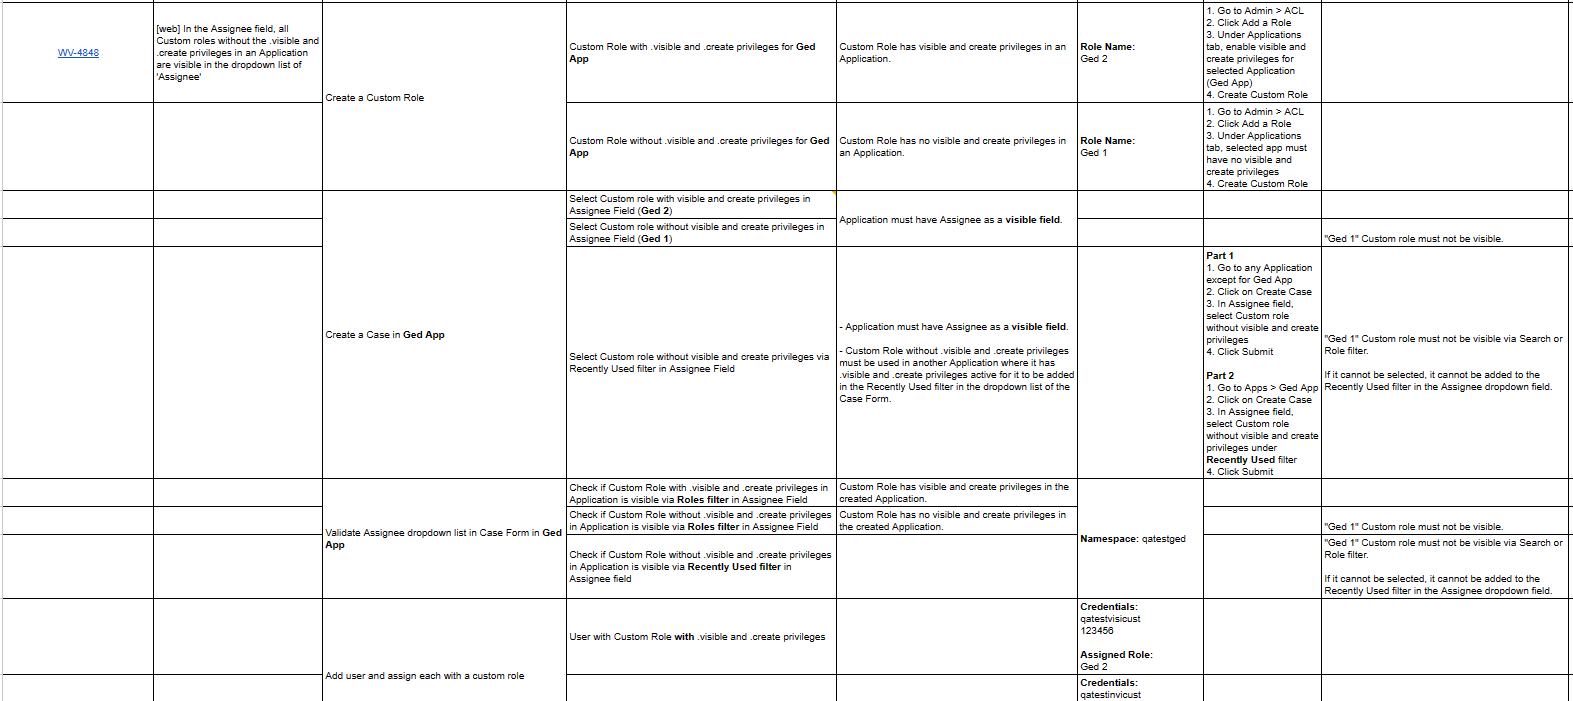 WV-4848
[web] In the Assignee field, all
Custom roles without the .visible and
.create privileges in an Application
are visible in the dropdown list of
'Assignee'
Create a Custom Role
Custom Role with .visible and .create privileges for Ged
App
Custom Role has visible and create privileges in an
Application.
Role Name:
Ged 2
1. Go to Admin > ACL
2. Click Add a Role
3. Under Applications
tab, enable visible and
create privileges for
selected Application
(Ged App)
4. Create Custom Role
Custom Role without .visible and .create privileges for Ged
App
Custom Role has no visible and create privileges in
an Application.
Role Name:
Ged 1
1. Go to Admin > ACL
2. Click Add a Role
3. Under Applications
tab, selected app must
have no visible and
create privileges
4. Create Custom Role
Create a Case in Ged App
Select Custom role with visible and create privileges in
Assignee Field (Ged 2)
Application must have Assignee as a visible field.
Select Custom role without visible and create privileges in
Assignee Field (Ged 1)
"Ged 1" Custom role must not be visible.
Select Custom role without visible and create privileges via
Recently Used filter in Assignee Field
- Application must have Assignee as a visible field.
- Custom Role without .visible and .create privileges
must be used in another Application where it has
.visible and .create privileges active for it to be added
in the Recently Used filter in the dropdown list of the
Case Form.
Part 1
1. Go to any Application
except for Ged App
2. Click on Create Case
3. In Assignee field,
select Custom role
without visible and create
privileges
4. Click Submit
Part 2
1. Go to Apps > Ged App
2. Click on Create Case
3. In Assignee field,
select Custom role
without visible and create
privileges under
Recently Used filter
4. Click Submit
"Ged 1" Custom role must not be visible via Search or
Role filter.
If it cannot be selected, it cannot be added to the
Recently Used filter in the Assignee dropdown field.
Validate Assignee dropdown list in Case Form in Ged
App
Check if Custom Role with .visible and .create privileges in
Application is visible via Roles filter in Assignee Field
Custom Role has visible and create privileges in the
created Application.
Namespace: qatestged
Check if Custom Role without .visible and .create privileges
in Application is visible via Roles filter in Assignee Field
Custom Role has no visible and create privileges in
the created Application.
"Ged 1" Custom role must not be visible.
Check if Custom Role without .visible and .create privileges
in Application is visible via Recently Used filter in
Assignee field
"Ged 1" Custom role must not be visible via Search or
Role filter.
If it cannot be selected, it cannot be added to the
Recently Used filter in the Assignee dropdown field.
Add user and assign each with a custom role
User with Custom Role with .visible and .create privileges
Credentials:
qatestvisicust
123456
Assigned Role:
Ged 2
Credentials:
qatestinvicust